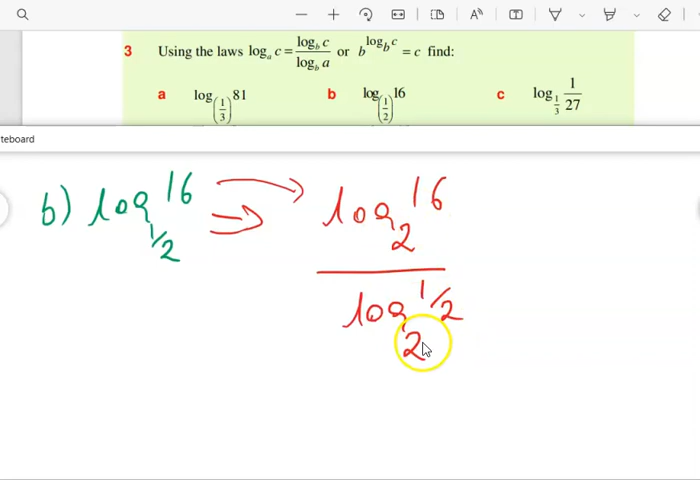 3 Using the laws logₐ c = log_b c / log_b a or b^(log_b c) = c find:
a log_(1/3) 81 b log_(1/2) 16 c log_(1/3) 1/27
teboard
b) log_(1/2) 16 → ⇒ log_2 16
log_2 1/2